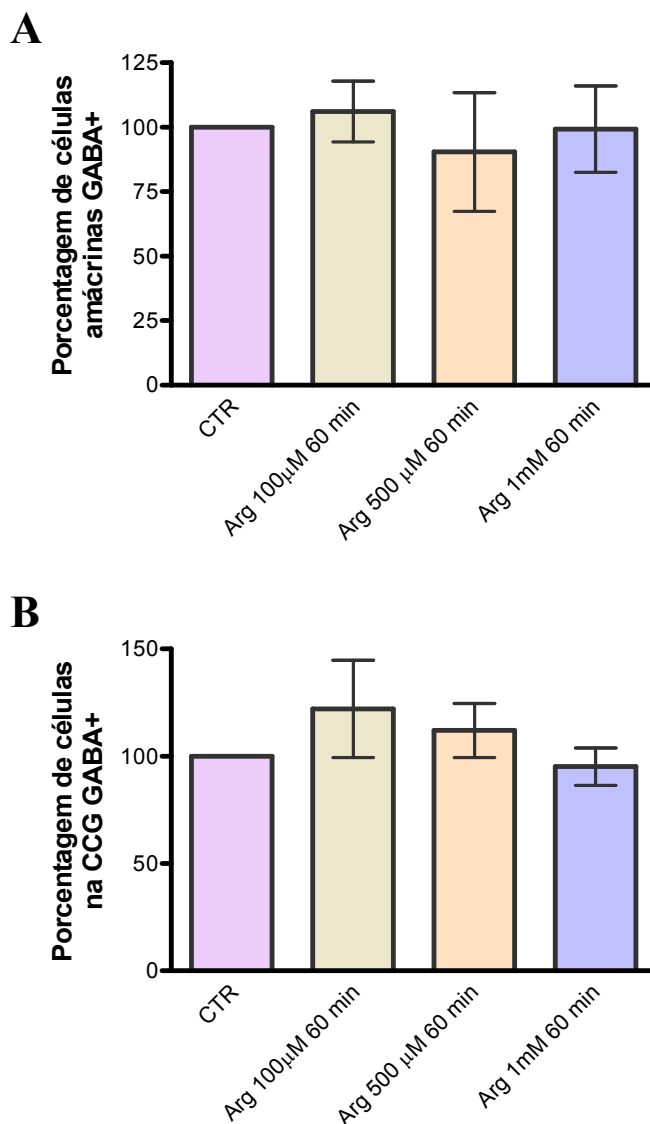 A
Porcentagem de células
amácrinas GABA+
125
100
75
50
25
0
CTR
Arg 100μM 60 min
Arg 500 μM 60 min
Arg 1mM 60 min
B
Porcentagem de células
na CCG GABA+
150
100
50
0
CTR
Arg 100μM 60 min
Arg 500 μM 60 min
Arg 1mM 60 min